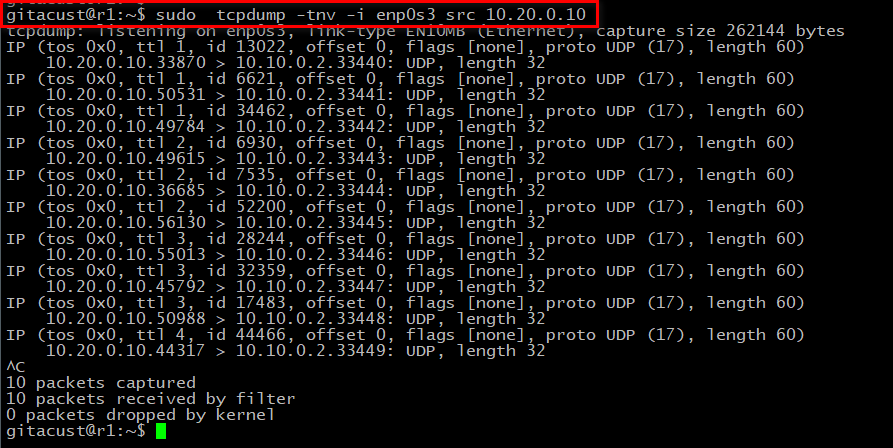 gitacust@r1:~$ sudo  tcpdump -tnv -i enp0s3 src 10.20.0.10
tcpdump: listening on enp0s3, link-type EN10MB (Ethernet), capture size 262144 bytes
IP (tos 0x0, ttl 1, id 13022, offset 0, flags [none], proto UDP (17), length 60)
    10.20.0.10.33870 > 10.10.0.2.33440: UDP, length 32
IP (tos 0x0, ttl 1, id 6621, offset 0, flags [none], proto UDP (17), length 60)
    10.20.0.10.50531 > 10.10.0.2.33441: UDP, length 32
IP (tos 0x0, ttl 1, id 34462, offset 0, flags [none], proto UDP (17), length 60)
    10.20.0.10.49784 > 10.10.0.2.33442: UDP, length 32
IP (tos 0x0, ttl 2, id 6930, offset 0, flags [none], proto UDP (17), length 60)
    10.20.0.10.49615 > 10.10.0.2.33443: UDP, length 32
IP (tos 0x0, ttl 2, id 7535, offset 0, flags [none], proto UDP (17), length 60)
    10.20.0.10.36685 > 10.10.0.2.33444: UDP, length 32
IP (tos 0x0, ttl 2, id 52200, offset 0, flags [none], proto UDP (17), length 60)
    10.20.0.10.56130 > 10.10.0.2.33445: UDP, length 32
IP (tos 0x0, ttl 3, id 28244, offset 0, flags [none], proto UDP (17), length 60)
    10.20.0.10.55013 > 10.10.0.2.33446: UDP, length 32
IP (tos 0x0, ttl 3, id 32359, offset 0, flags [none], proto UDP (17), length 60)
    10.20.0.10.45792 > 10.10.0.2.33447: UDP, length 32
IP (tos 0x0, ttl 3, id 17483, offset 0, flags [none], proto UDP (17), length 60)
    10.20.0.10.50988 > 10.10.0.2.33448: UDP, length 32
IP (tos 0x0, ttl 4, id 44466, offset 0, flags [none], proto UDP (17), length 60)
    10.20.0.10.44317 > 10.10.0.2.33449: UDP, length 32
^C
10 packets captured
10 packets received by filter
0 packets dropped by kernel
gitacust@r1:~$